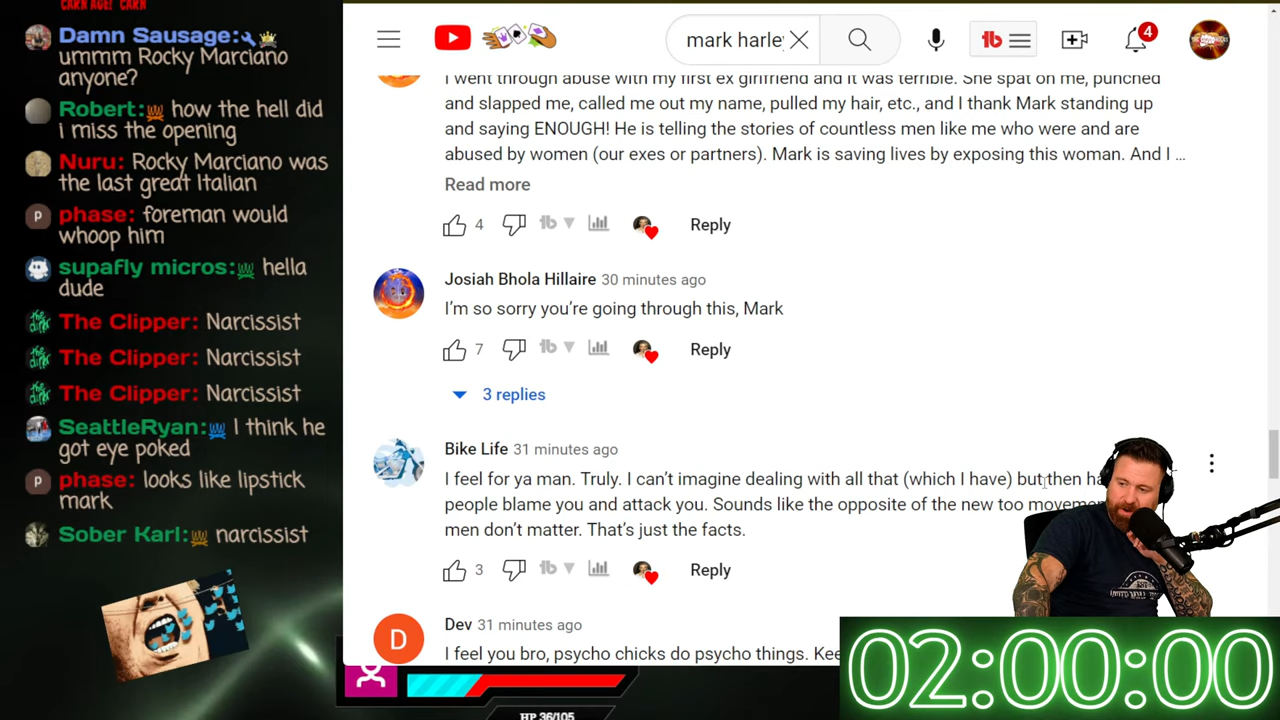 CARN AGE! CARN
Damn Sausage:
ummm Rocky Marciano
anyone?
Robert: how the hell did
i miss the opening
Nuru: Rocky Marciano was
the last great Italian
phase: foreman would
whoop him
supafly micros: hella
dude
The Clipper: Narcissist
The Clipper: Narcissist
The Clipper: Narcissist
SeattleRyan: I think he
got eye poked
phase: looks like lipstick
mark
Sober Karl: narcissist
mark harley
4
I went through abuse with my first ex girlfriend and it was terrible. She spat on me, punched
and slapped me, called me out my name, pulled my hair, etc., and I thank Mark standing up
and saying ENOUGH! He is telling the stories of countless men like me who were and are
abused by women (our exes or partners). Mark is saving lives by exposing this woman. And I ...
Read more
4
Reply
Josiah Bhola Hillaire 30 minutes ago
I'm so sorry you're going through this, Mark
7
Reply
3 replies
Bike Life 31 minutes ago
I feel for ya man. Truly. I can't imagine dealing with all that (which I have) but then
people blame you and attack you. Sounds like the opposite of the new too
men don't matter. That's just the facts.
3
Reply
D
Dev 31 minutes ago
I feel you bro, psycho chicks do psycho things.
02:00:00
HP 36/105